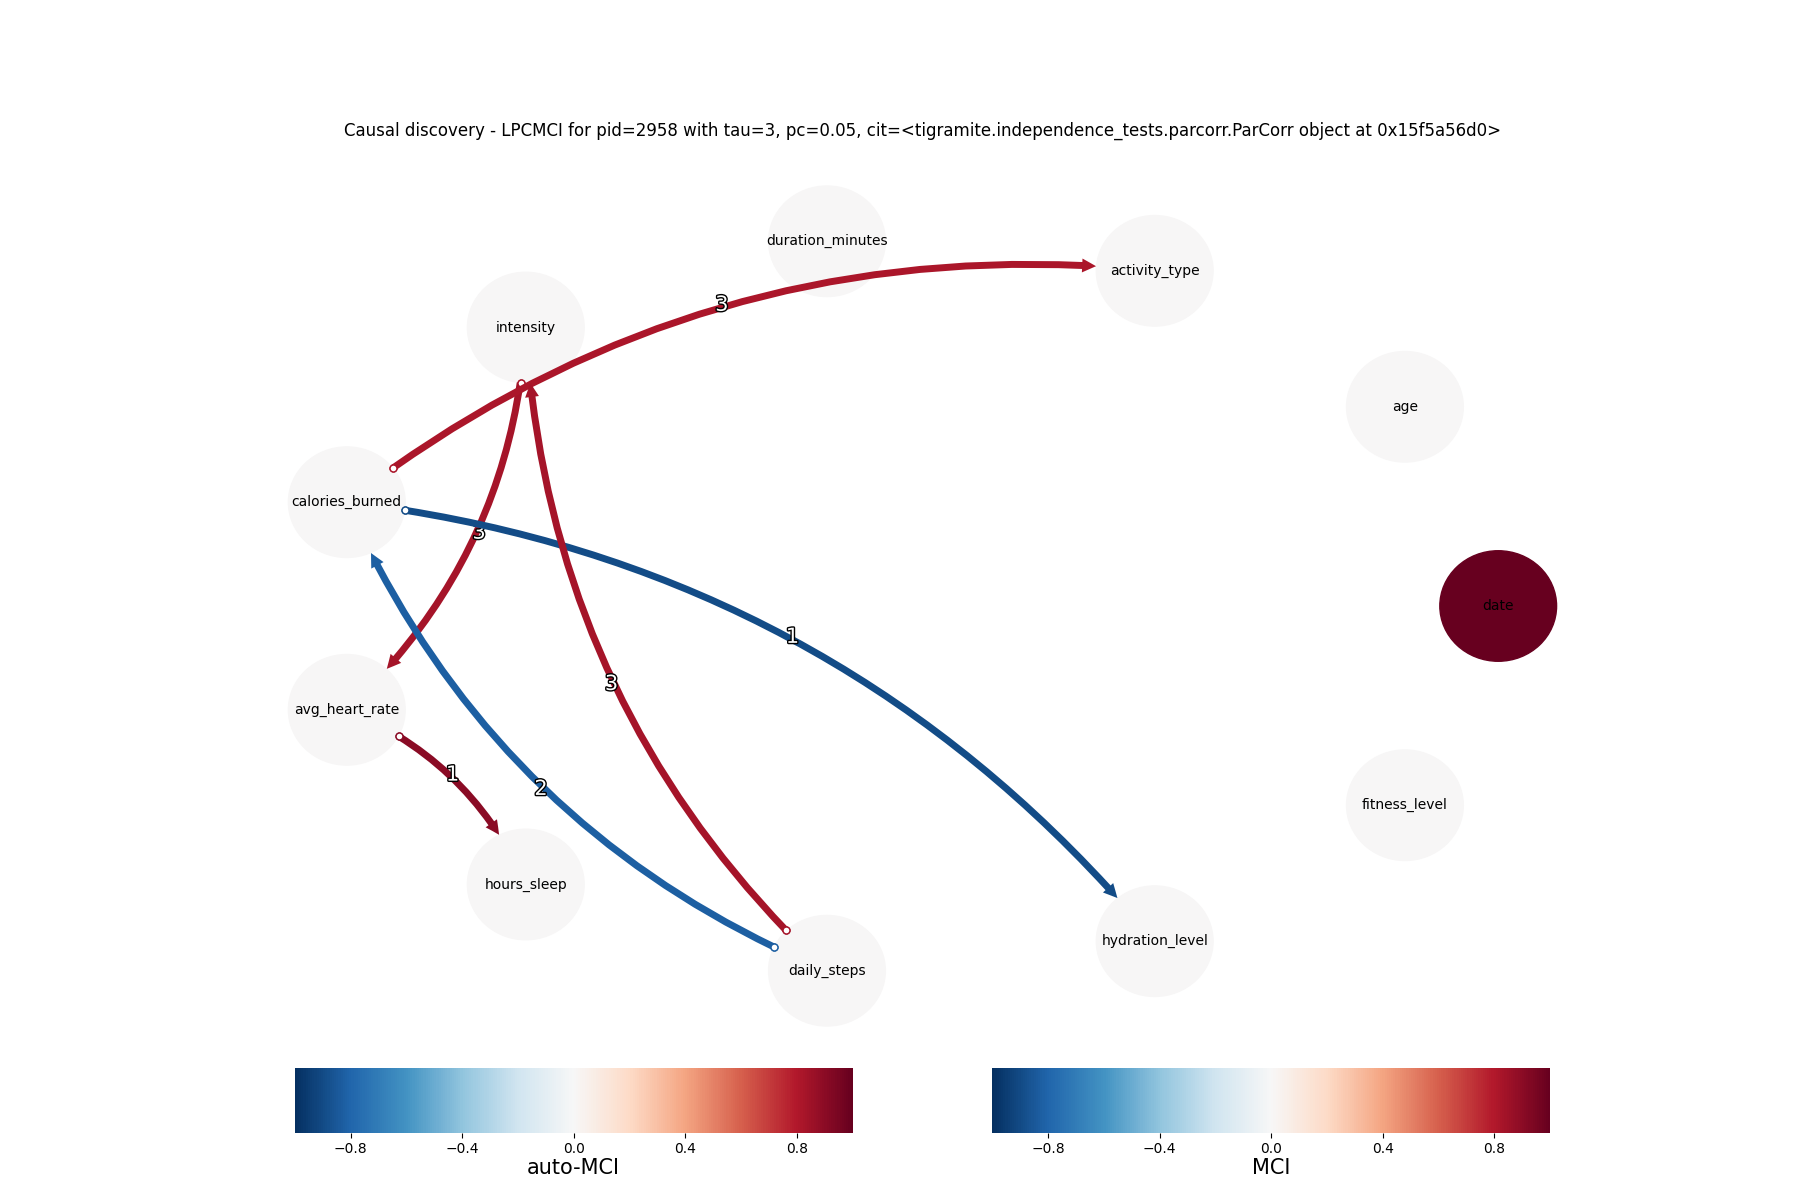 Causal discovery - LPCMCI for pid=2958 with tau=3, pc=0.05, cit=<tigramite.independence_tests.parcorr.ParCorr object at 0x15f5a56d0>
duration_minutes
activity_type
3
intensity
age
calories_burned
3
date
1
3
avg_heart_rate
1
2
fitness_level
hours_sleep
hydration_level
daily_steps
−0.8 −0.4 0.0 0.4 0.8
auto-MCI
−0.8 −0.4 0.0 0.4 0.8
MCI